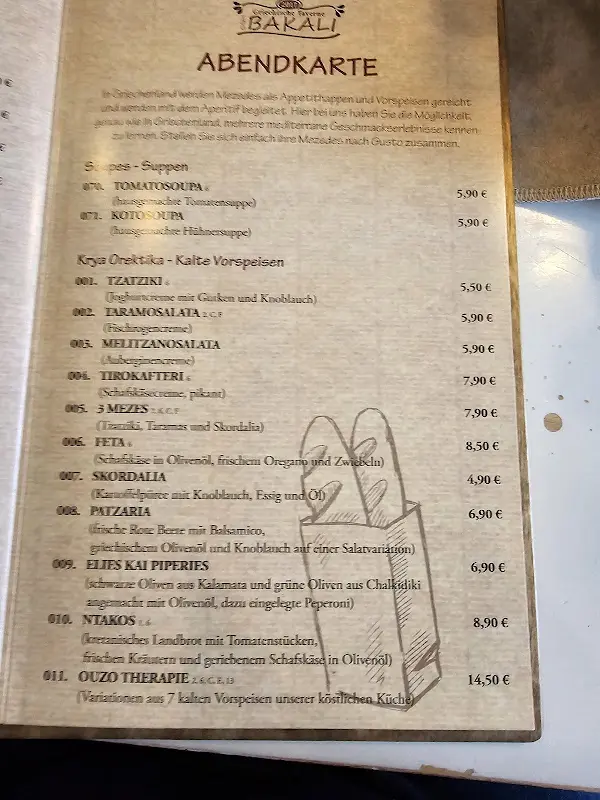 Griechische Taverne
BAKALI
ABENDKARTE
In Griechenland werden Mezedes als Appetithappen und Vorspeisen gereicht
und werden mit dem Aperitif begleitet. Hier bei uns haben Sie die Möglichkeit,
genau wie in Griechenland, mehrere mediterrane Geschmackserlebnisse kennen
zu lernen. Stellen Sie sich einfach ihre Mezedes nach Gusto zusammen.
Soupes - Suppen
070. TOMATOSOUPA 5,90 €
(hausgemachte Tomatensuppe)
071. KOTOSOUPA 5,90 €
(hausgemachte Hühnersuppe)
Krya Orektika - Kalte Vorspeisen
001. TZATZIKI 5,50 €
(Joghurtcreme mit Gurken und Knoblauch)
002. TARAMOSALATA 5,90 €
(Fischrogencreme)
003. MELITZANOSALATA 5,90 €
(Auberginencreme)
004. TIROKAFTERI 7,90 €
(Schafskäsecreme, pikant)
005. 3 MEZES 7,90 €
(Tzatziki, Taramas und Skordalia)
006. FETA 8,50 €
(Schafskäse in Olivenöl, frischem Oregano und Zwiebeln)
007. SKORDALIA 4,90 €
(Kartoffelpüree mit Knoblauch, Essig und Öl)
008. PATZARIA 6,90 €
(frische Rote Beete mit Balsamico,
griechischem Olivenöl und Knoblauch auf einer Salatvariation)
009. ELIES KAI PIPERIES 6,90 €
(schwarze Oliven aus Kalamata und grüne Oliven aus Chalkidiki
angemacht mit Olivenöl, dazu eingelegte Peperoni)
010. NTAKOS 8,90 €
(kretanisches Landbrot mit Tomatenstücken,
frischen Kräutern und geriebenem Schafskäse in Olivenöl)
011. OUZO THERAPIE 14,50 €
(Variationen aus 7 kalten Vorspeisen unserer köstlichen Küche)